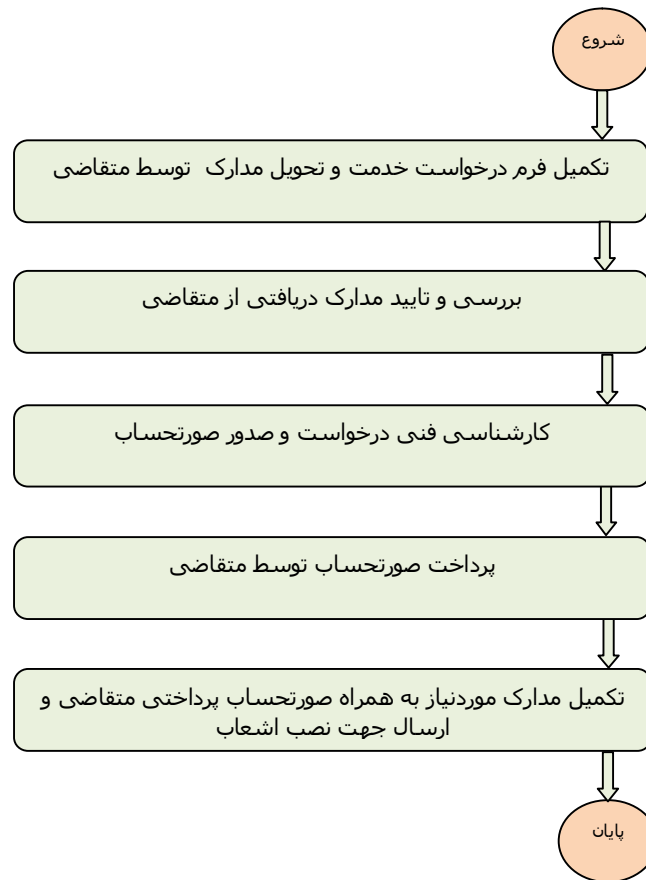 شروع
تکمیل فرم درخواست خدمت و تحویل مدارک توسط متقاضی
بررسی و تایید مدارک دریافتی از متقاضی
کارشناسی فنی درخواست و صدور صورتحساب
پرداخت صورتحساب توسط متقاضی
تکمیل مدارک موردنیاز به همراه صورتحساب پرداختی متقاضی و
ارسال جهت نصب اشعاب
پایان